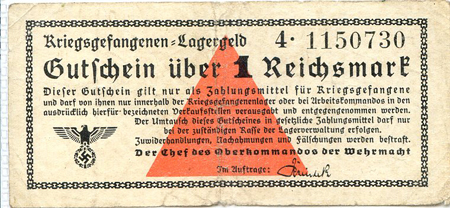 Kriegsgefangenen-Lagergeld 4· 1150730
Gutschein über 1 Reichsmark
Dieser Gutschein gilt nur als Zahlungsmittel für Kriegsgefangene
und darf von ihnen nur innerhalb der Kriegsgefangenenlager oder bei Arbeitskommandos in den
ausdrücklich hierfür bezeichneten Verkaufsstellen verausgabt und entgegengenommen werden.
Der Umtausch dieses Gutscheines in gesetzliche Zahlungsmittel darf nur
bei der zuständigen Kasse der Lagerverwaltung erfolgen.
Zuwiderhandlungen, Nachahmungen und Fälschungen werden bestraft.
Der Chef des Oberkommandos der Wehrmacht
Im Auftrage: